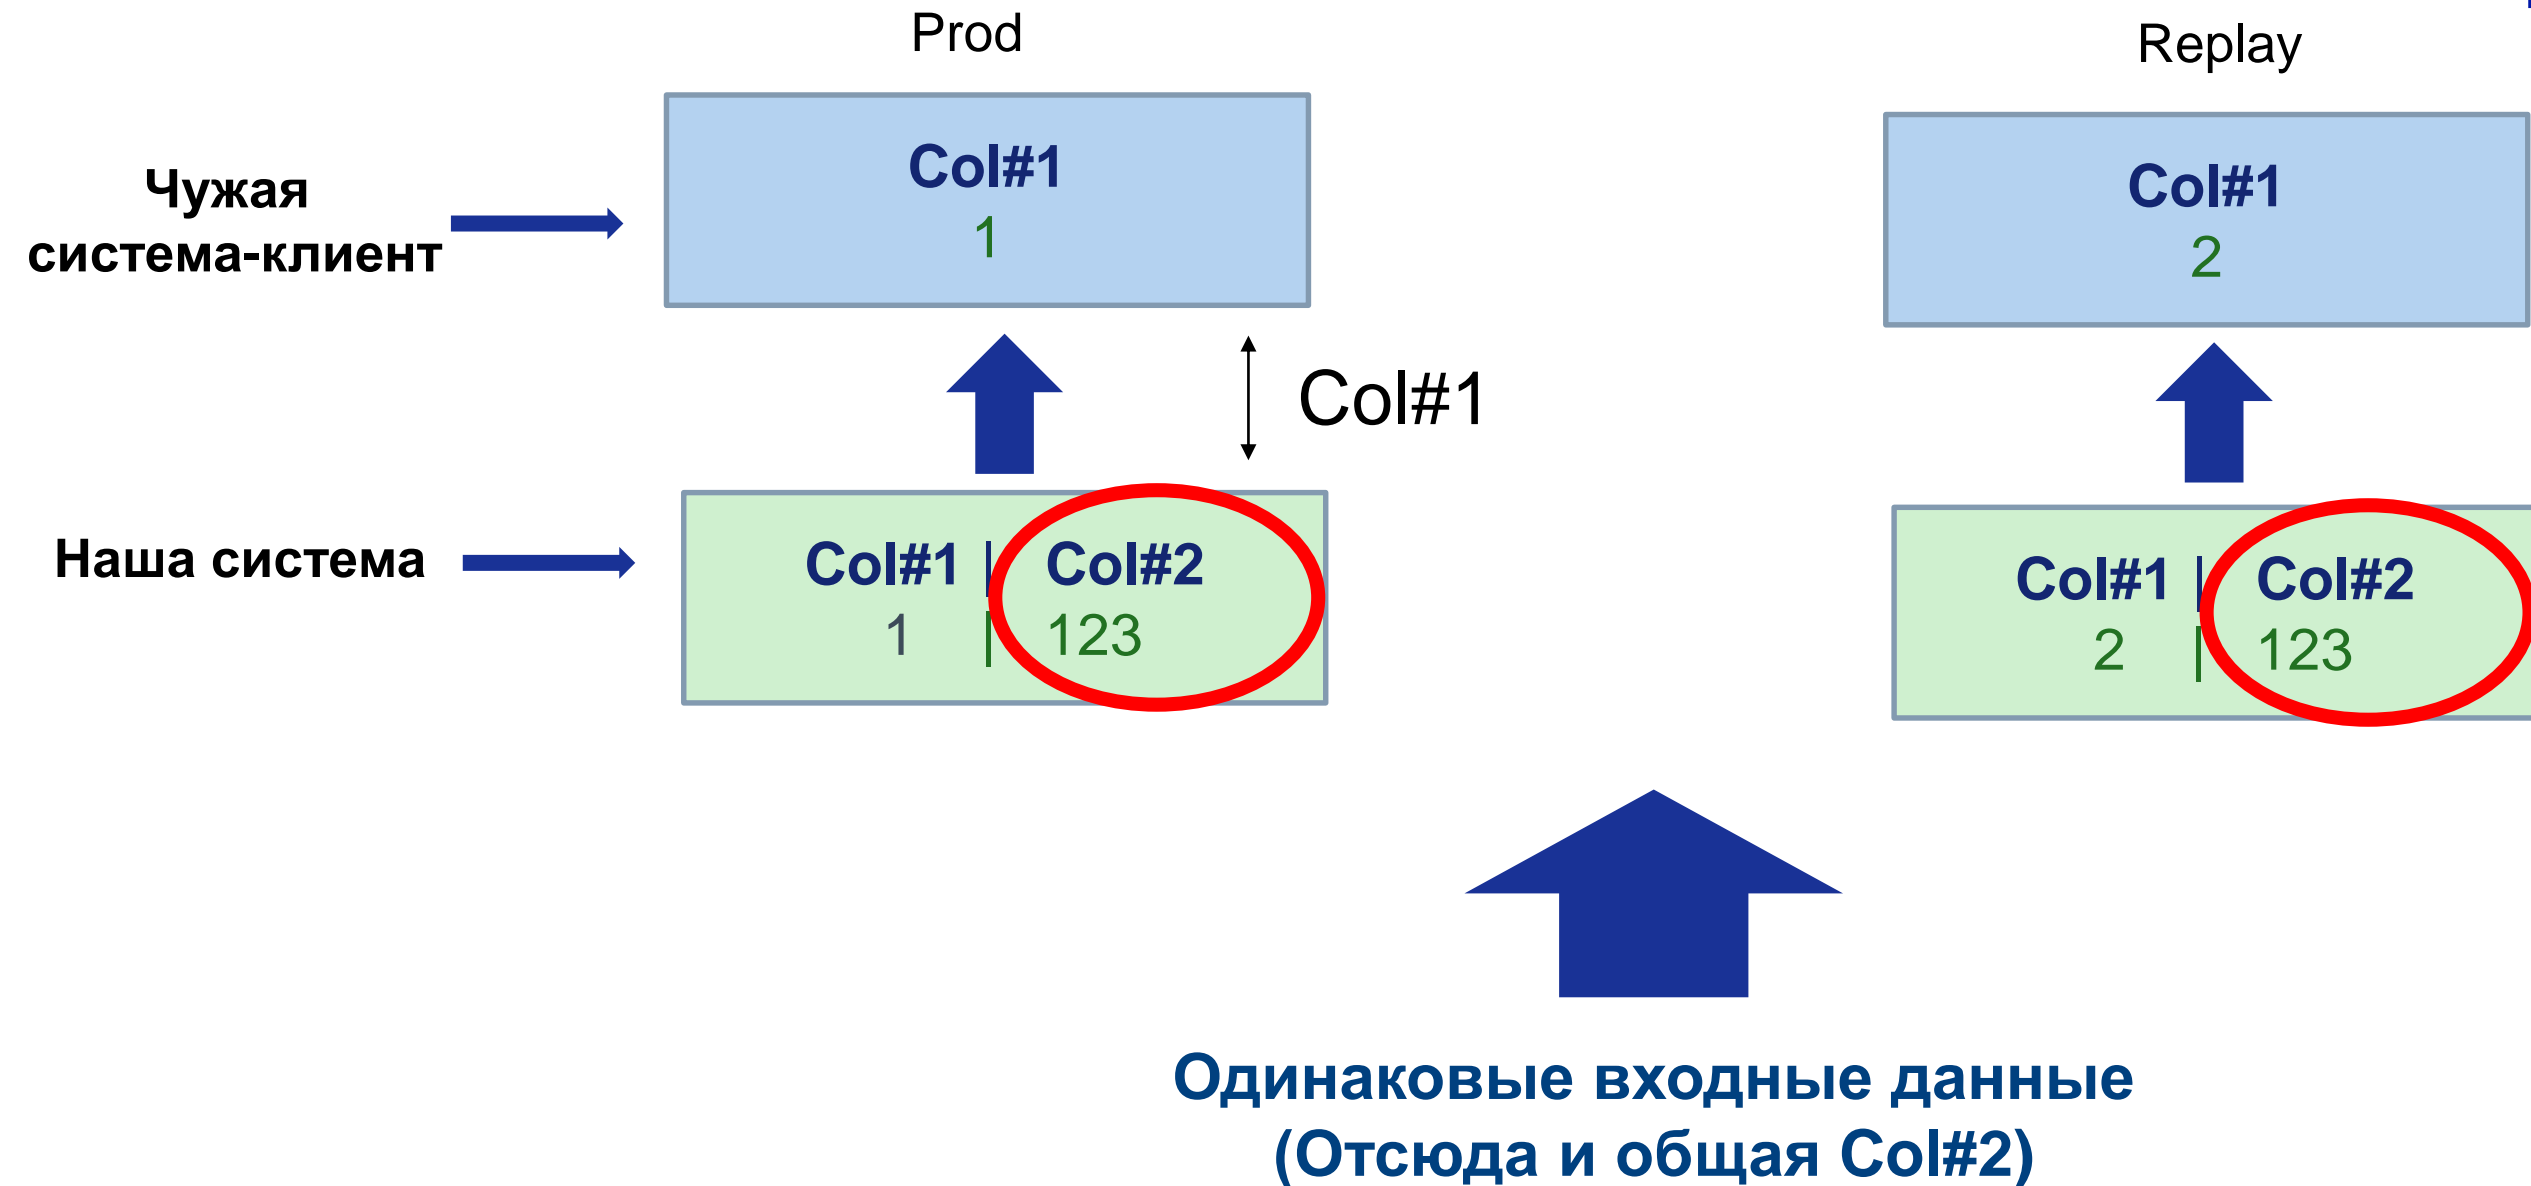 Prod
Replay
Чужая
система-клиент
Col#1
1
Col#1
2
Col#1
Наша система
Col#1 | Col#2
1 | 123
Col#1 | Col#2
2 | 123
Одинаковые входные данные
(Отсюда и общая Col#2)